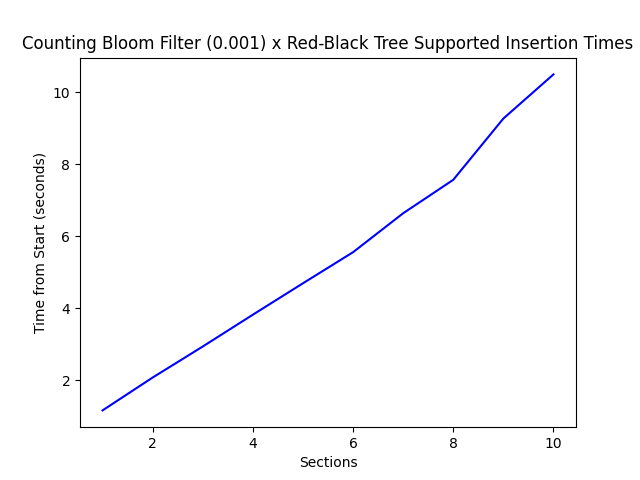 Counting Bloom Filter (0.001) x Red-Black Tree Supported Insertion Times
Time from Start (seconds)
10
8
6
4
2
2 4 6 8 10
Sections